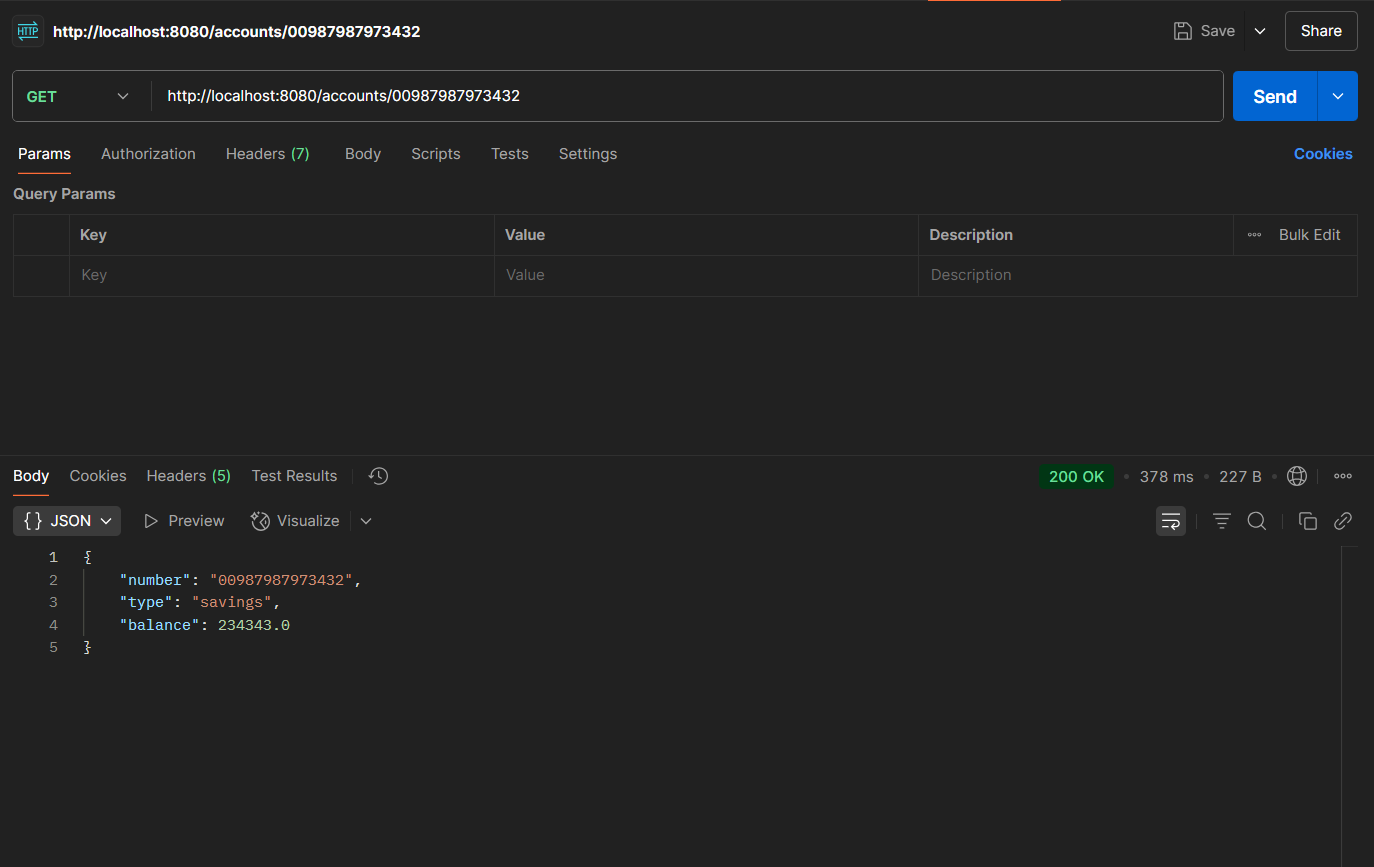 HTTP http://localhost:8080/accounts/00987987973432 Save Share
GET http://localhost:8080/accounts/00987987973432 Send
Params Authorization Headers (7) Body Scripts Tests Settings Cookies
Query Params
Key Value Description Bulk Edit
Key Value Description
Body Cookies Headers (5) Test Results 200 OK • 378 ms • 227 B •
{} JSON Preview Visualize
1 {
2 "number": "00987987973432",
3 "type": "savings",
4 "balance": 234343.0
5 }